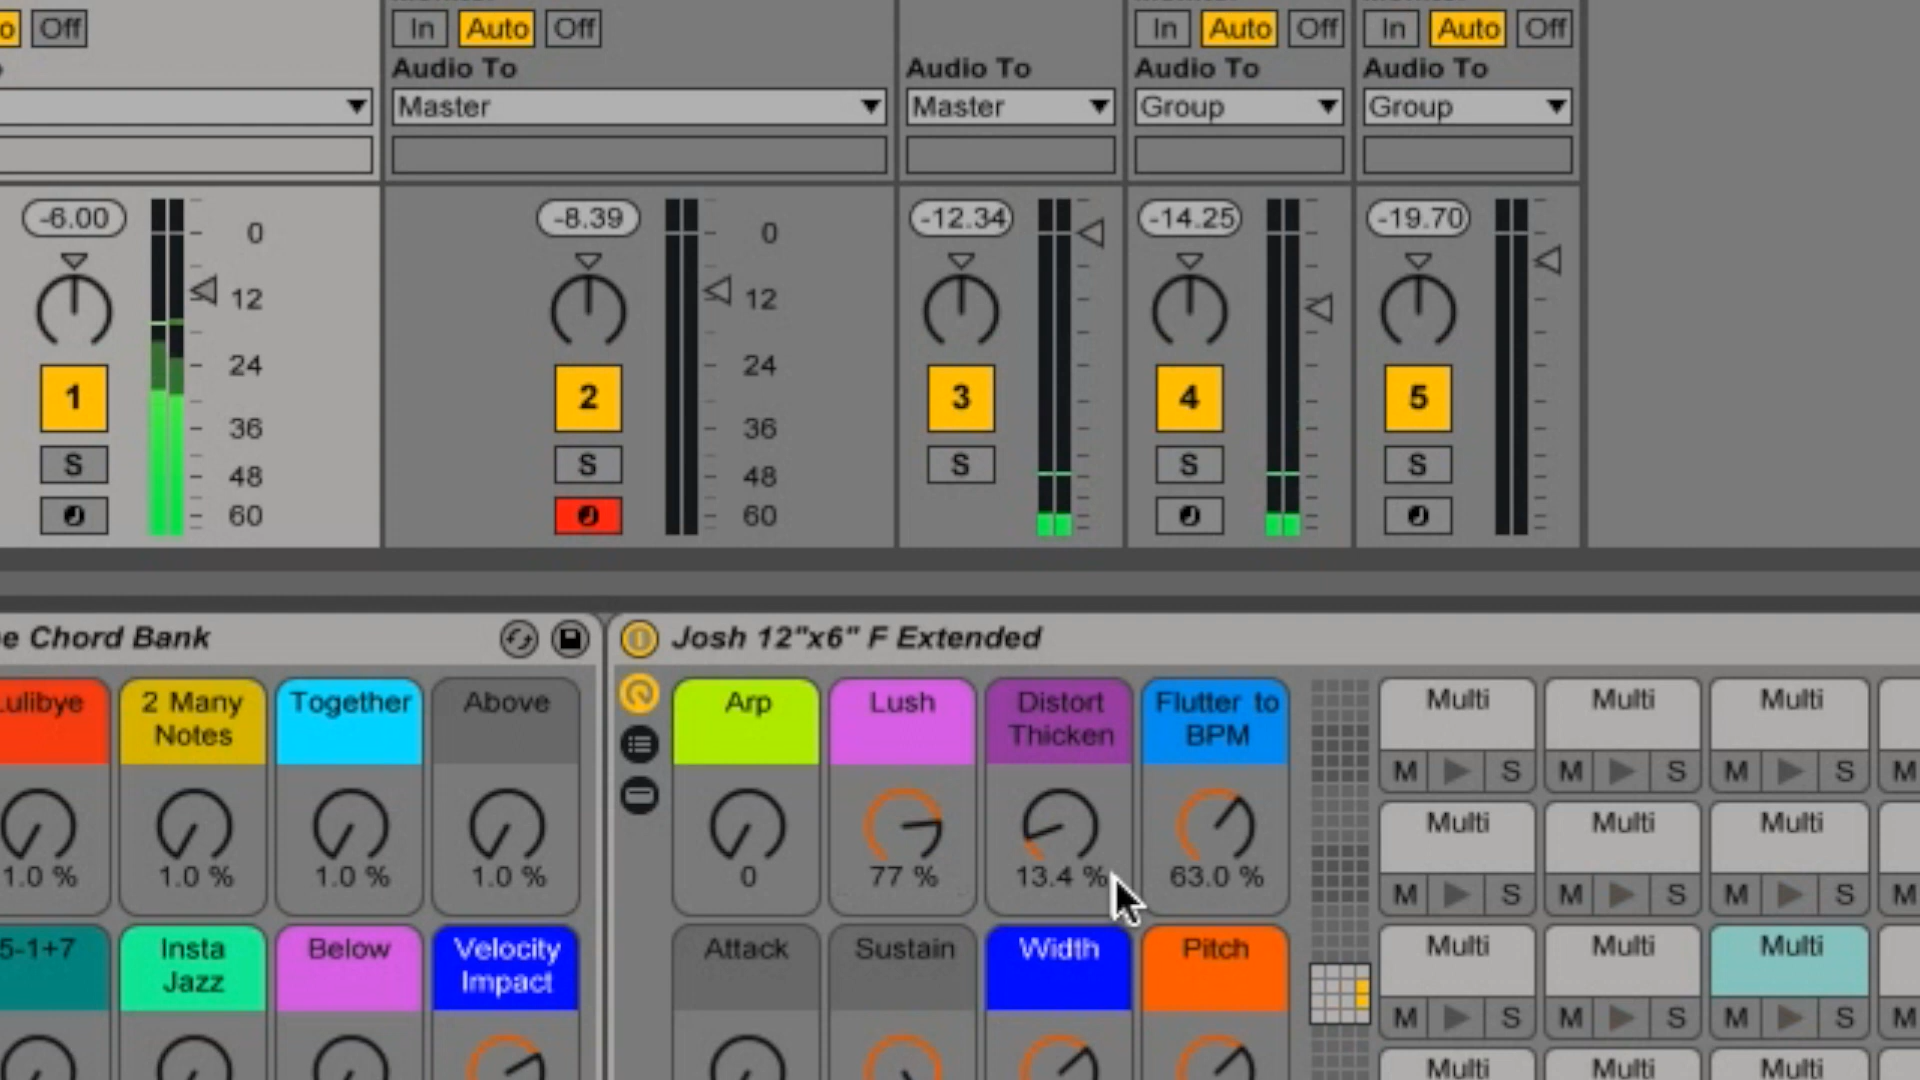 Off
In Auto Off
In Auto Off
In Auto Off
Audio To
Audio To
Audio To
Audio To
Master
Master
Group
Group
-6.00
-8.39
-12.34
-14.25
-19.70
0
12
24
36
48
60
0
12
24
36
48
60
1
2
3
4
5
S
S
S
S
S
e Chord Bank
Josh 12"x6" F Extended
Lulibye
2 Many
Notes
Together
Above
Arp
Lush
Distort
Thicken
Flutter to
BPM
Multi
Multi
Multi
M S M S M S M
1.0 %
1.0 %
1.0 %
1.0 %
0
77 %
13.4 %
63.0 %
Multi
Multi
Multi
M S M S M S M
5-1+7
Insta
Jazz
Below
Velocity
Impact
Attack
Sustain
Width
Pitch
Multi
Multi
Multi
M S M S M S M
Multi
Multi
Multi